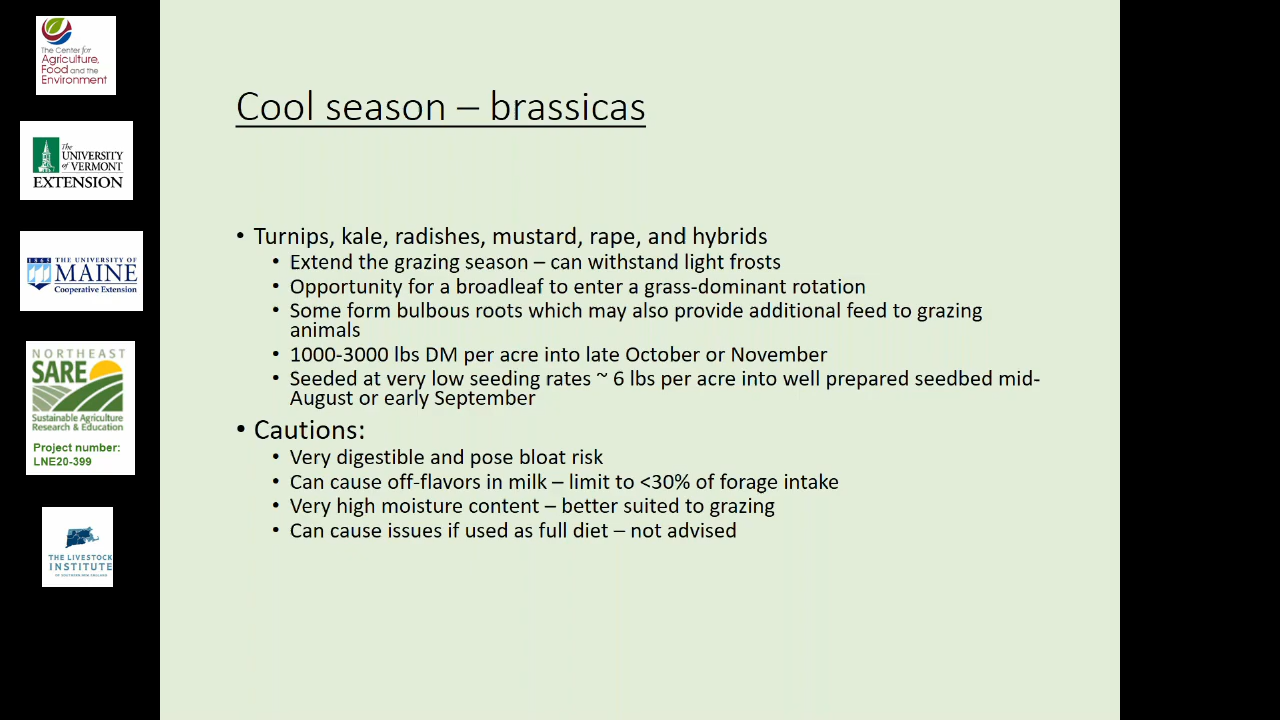 The Center for
Agriculture,
Food and the
Environment
The
UNIVERSITY
of VERMONT
EXTENSION
1865 THE UNIVERSITY OF
MAINE
Cooperative Extension
NORTHEAST
SARE
Sustainable Agriculture
Research & Education
Project number:
LNE20-399
THE LIVESTOCK
INSTITUTE
OF SOUTHERN NEW ENGLAND
Cool season – brassicas
• Turnips, kale, radishes, mustard, rape, and hybrids
• Extend the grazing season – can withstand light frosts
• Opportunity for a broadleaf to enter a grass-dominant rotation
• Some form bulbous roots which may also provide additional feed to grazing
animals
• 1000-3000 lbs DM per acre into late October or November
• Seeded at very low seeding rates ~ 6 lbs per acre into well prepared seedbed mid-
August or early September
• Cautions:
• Very digestible and pose bloat risk
• Can cause off-flavors in milk – limit to <30% of forage intake
• Very high moisture content – better suited to grazing
• Can cause issues if used as full diet – not advised